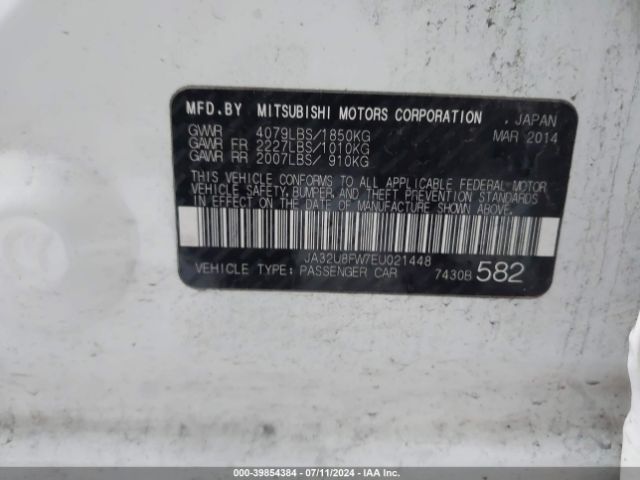 MFD.BY MITSUBISHI MOTORS CORPORATION , JAPAN
GVWR 4079LBS/1850KG MAR 2014
GAWR FR 2227LBS/1010KG
GAWR RR 2007LBS/ 910KG
THIS VEHICLE CONFORMS TO ALL APPLICABLE FEDERAL MOTOR
VEHICLE SAFETY,BUMPER, AND THEFT PREVENTION STANDARDS
IN EFFECT ON THE DATE OF MANUFACTURE SHOWN ABOVE.
JA32U8FW7EU021448
VEHICLE TYPE: PASSENGER CAR 7430B 582
000-39854384 - 07/11/2024 - IAA Inc.